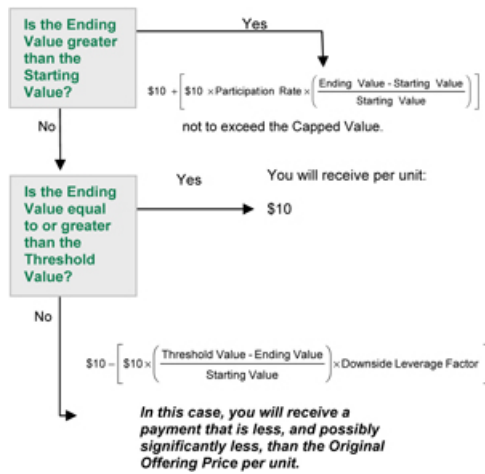 Is the Ending
Value greater
than the
Starting
Value?
Yes
$10 + [$10 × Participation Rate × (Ending Value - Starting Value / Starting Value)]
not to exceed the Capped Value.
No
Is the Ending
Value equal
to or greater
than the
Threshold
Value?
Yes
You will receive per unit:
$10
No
$10 – [$10 × (Threshold Value - Ending Value / Starting Value) × Downside Leverage Factor]
In this case, you will receive a
payment that is less, and possibly
significantly less, than the Original
Offering Price per unit.